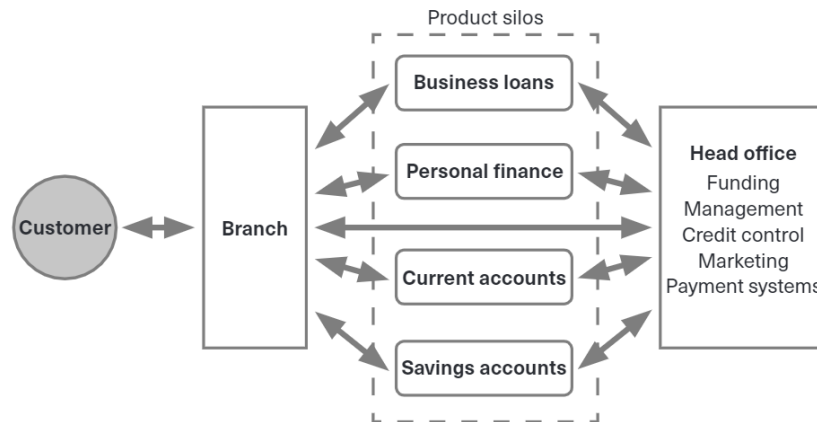 Product silos
Business loans
Personal finance
Customer
Branch
Current accounts
Savings accounts
Head office
Funding
Management
Credit control
Marketing
Payment systems